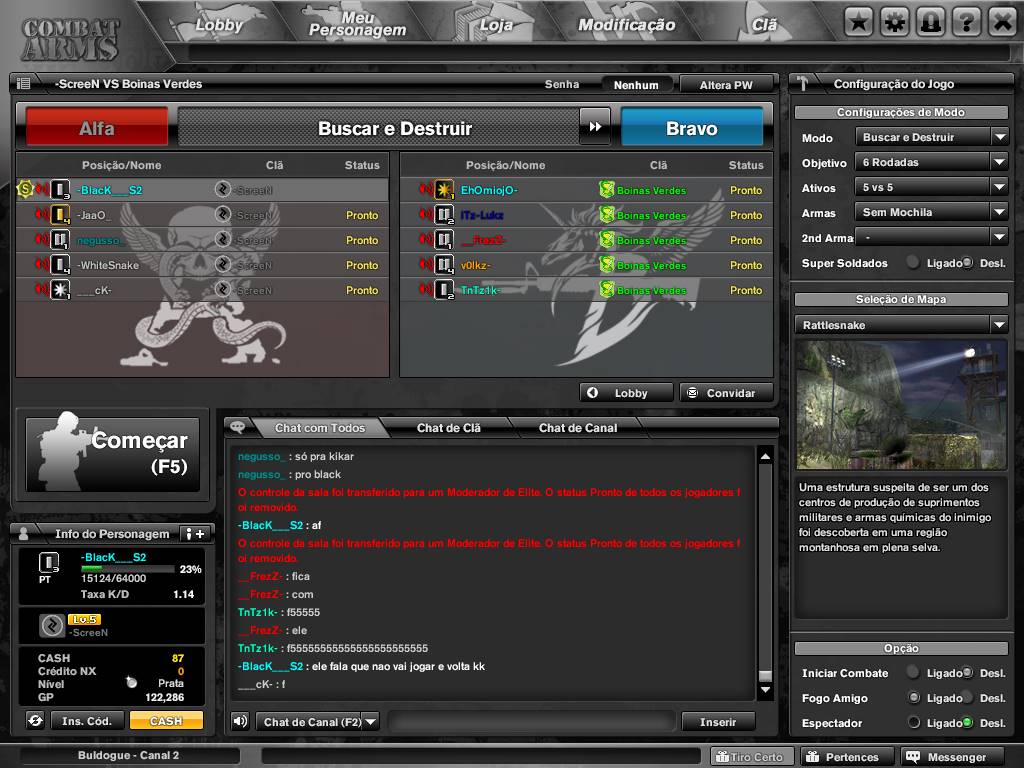 COMBAT ARMS
Lobby
Meu Personagem
Loja
Modificação
Clã
-ScreeN VS Boinas Verdes
Senha
Nenhum
Altera PW
Alfa
Buscar e Destruir
Bravo
Posição/Nome Clã Status
-BlacK___S2 -ScreeN
-JaaO_ -ScreeN Pronto
negusso_ -ScreeN Pronto
-WhiteSnake -ScreeN Pronto
___cK- -ScreeN Pronto
Posição/Nome Clã Status
EhOmiojO- Boinas Verdes Pronto
ITz-Lukz Boinas Verdes Pronto
__FrezZ- Boinas Verdes Pronto
v0lkz- Boinas Verdes Pronto
TnTz1k- Boinas Verdes Pronto
Lobby
Convidar
Configuração do Jogo
Configurações de Modo
Modo Buscar e Destruir
Objetivo 6 Rodadas
Ativos 5 vs 5
Armas Sem Mochila
2nd Arma -
Super Soldados Ligado Desl.
Seleção de Mapa
Rattlesnake
Uma estrutura suspeita de ser um dos
centros de produção de suprimentos
militares e armas químicas do inimigo
foi descoberta em uma região
montanhosa em plena selva.
Opção
Iniciar Combate Ligado Desl.
Fogo Amigo Ligado Desl.
Espectador Ligado Desl.
Começar
(F5)
Info do Personagem
i +
-BlacK___S2
PT
23%
15124/64000
Taxa K/D 1.14
Lv.5
-ScreeN
CASH 87
Crédito NX 0
Nível Prata
GP 122,286
Ins. Cód.
CASH
Chat com Todos
Chat de Clã
Chat de Canal
negusso_ : só pra kikar
negusso_ : pro black
O controle da sala foi transferido para um Moderador de Elite. O status Pronto de todos os jogadores f
oi removido.
-BlacK___S2 : af
O controle da sala foi transferido para um Moderador de Elite. O status Pronto de todos os jogadores f
oi removido.
__FrezZ- : fica
__FrezZ- : com
TnTz1k- : f55555
__FrezZ- : ele
TnTz1k- : f55555555555555555555555555
-BlacK___S2 : ele fala que nao vai jogar e volta kk
___cK- : f
Chat de Canal (F2)
Inserir
Buldogue - Canal 2
Tiro Certo
Pertences
Messenger